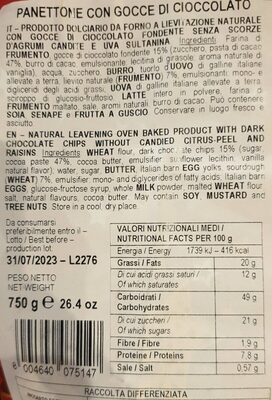 PANETTONE CON GOCCE DI CIOCCOLATO
IT – PRODOTTO DOLCIARIO DA FORNO A LIEVITAZIONE NATURALE
CON GOCCE DI CIOCCOLATO FONDENTE SENZA SCORZE
D'AGRUMI CANDITE E UVA SULTANINA Ingredienti: Farina di
FRUMENTO gocce di cioccolato fondente 15% (zucchero, pasta di cacao
47%, burro di cacao, emulsionante lecitina di girasole, aroma naturale di
vaniglia), acqua, zucchero, BURRO, tuorlo d'UOVO di galline (italiane
allevate a terra, lievito naturale (FRUMENTO) 7%, emulsionanti: mono- e
digliceridi degli acidi grassi, UOVA di galline italiane allevate a terra,
sciroppo di glucosio-fruttosio, LATTE intero in polvere, farina di
FRUMENTO maltato, sale, aromi naturali, burro di cacao. Può contenere
SOIA SENAPE e FRUTTA A GUSCIO Conservare in luogo fresco e
asciutto.
EN – NATURAL LEAVENING OVEN BAKED PRODUCT WITH DARK
CHOCOLATE CHIPS WITHOUT CANDIED CITRUS-PEEL AND
RAISINS Ingredients WHEAT flour, dark chocolate chips 15% (sugar,
cocoa paste 47%, cocoa butter, emulsifier: sunflower lecithin, vanilla
natural flavor), water, sugar, BUTTER, Italian barn EGG yolks, sourdough
(WHEAT) 7%, emulsifier: mono- and diglycerides of fatty acids, Italian barn
EGGS, glucose-fructose syrup, whole MILK powder, malted WHEAT flour,
salt, natural flavours, cocoa butter. May contain SOY, MUSTARD and
TREE NUTS. Store in a cool, dry place.
Da consumarsi
preferibilmente entro il –
Lotto / Best before –
production lot:
31/07/2023 – L2276
PESO NETTO
NET WEIGHT
750 g ℮ 26.4 oz
8 004640 075147
VALORI NUTRIZIONALI MEDI /
NUTRITIONAL FACTS PER 100 g
Energia / Energy 1739 kJ – 416 kcal
Grassi / Fats 20 g
Di cui acidi grassi saturi / 12 g
Of which saturates
Carboidrati / 49 g
Carbohydrates
Di cui zuccheri / 21 g
Of which sugars
Fibre / Fibre 1,9 g
Proteine / Proteines 7,8 g
Sale / Salt 0,57 g
RACCOLTA DIFFERENZIATA